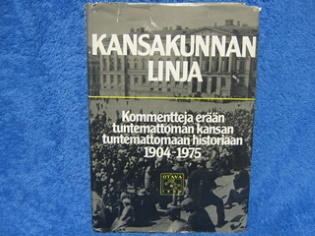 KANSAKUNNAN
LINJA
Kommentteja erään
tuntemattoman kansan
tuntemattomaan historiaan
1904-1975
OTAVA